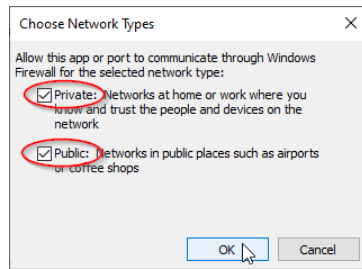 Choose Network Types
Allow this app or port to communicate through Windows
Firewall for the selected network type:
Private: Networks at home or work where you
know and trust the people and devices on the
network
Public: Networks in public places such as airports
or coffee shops
OK Cancel